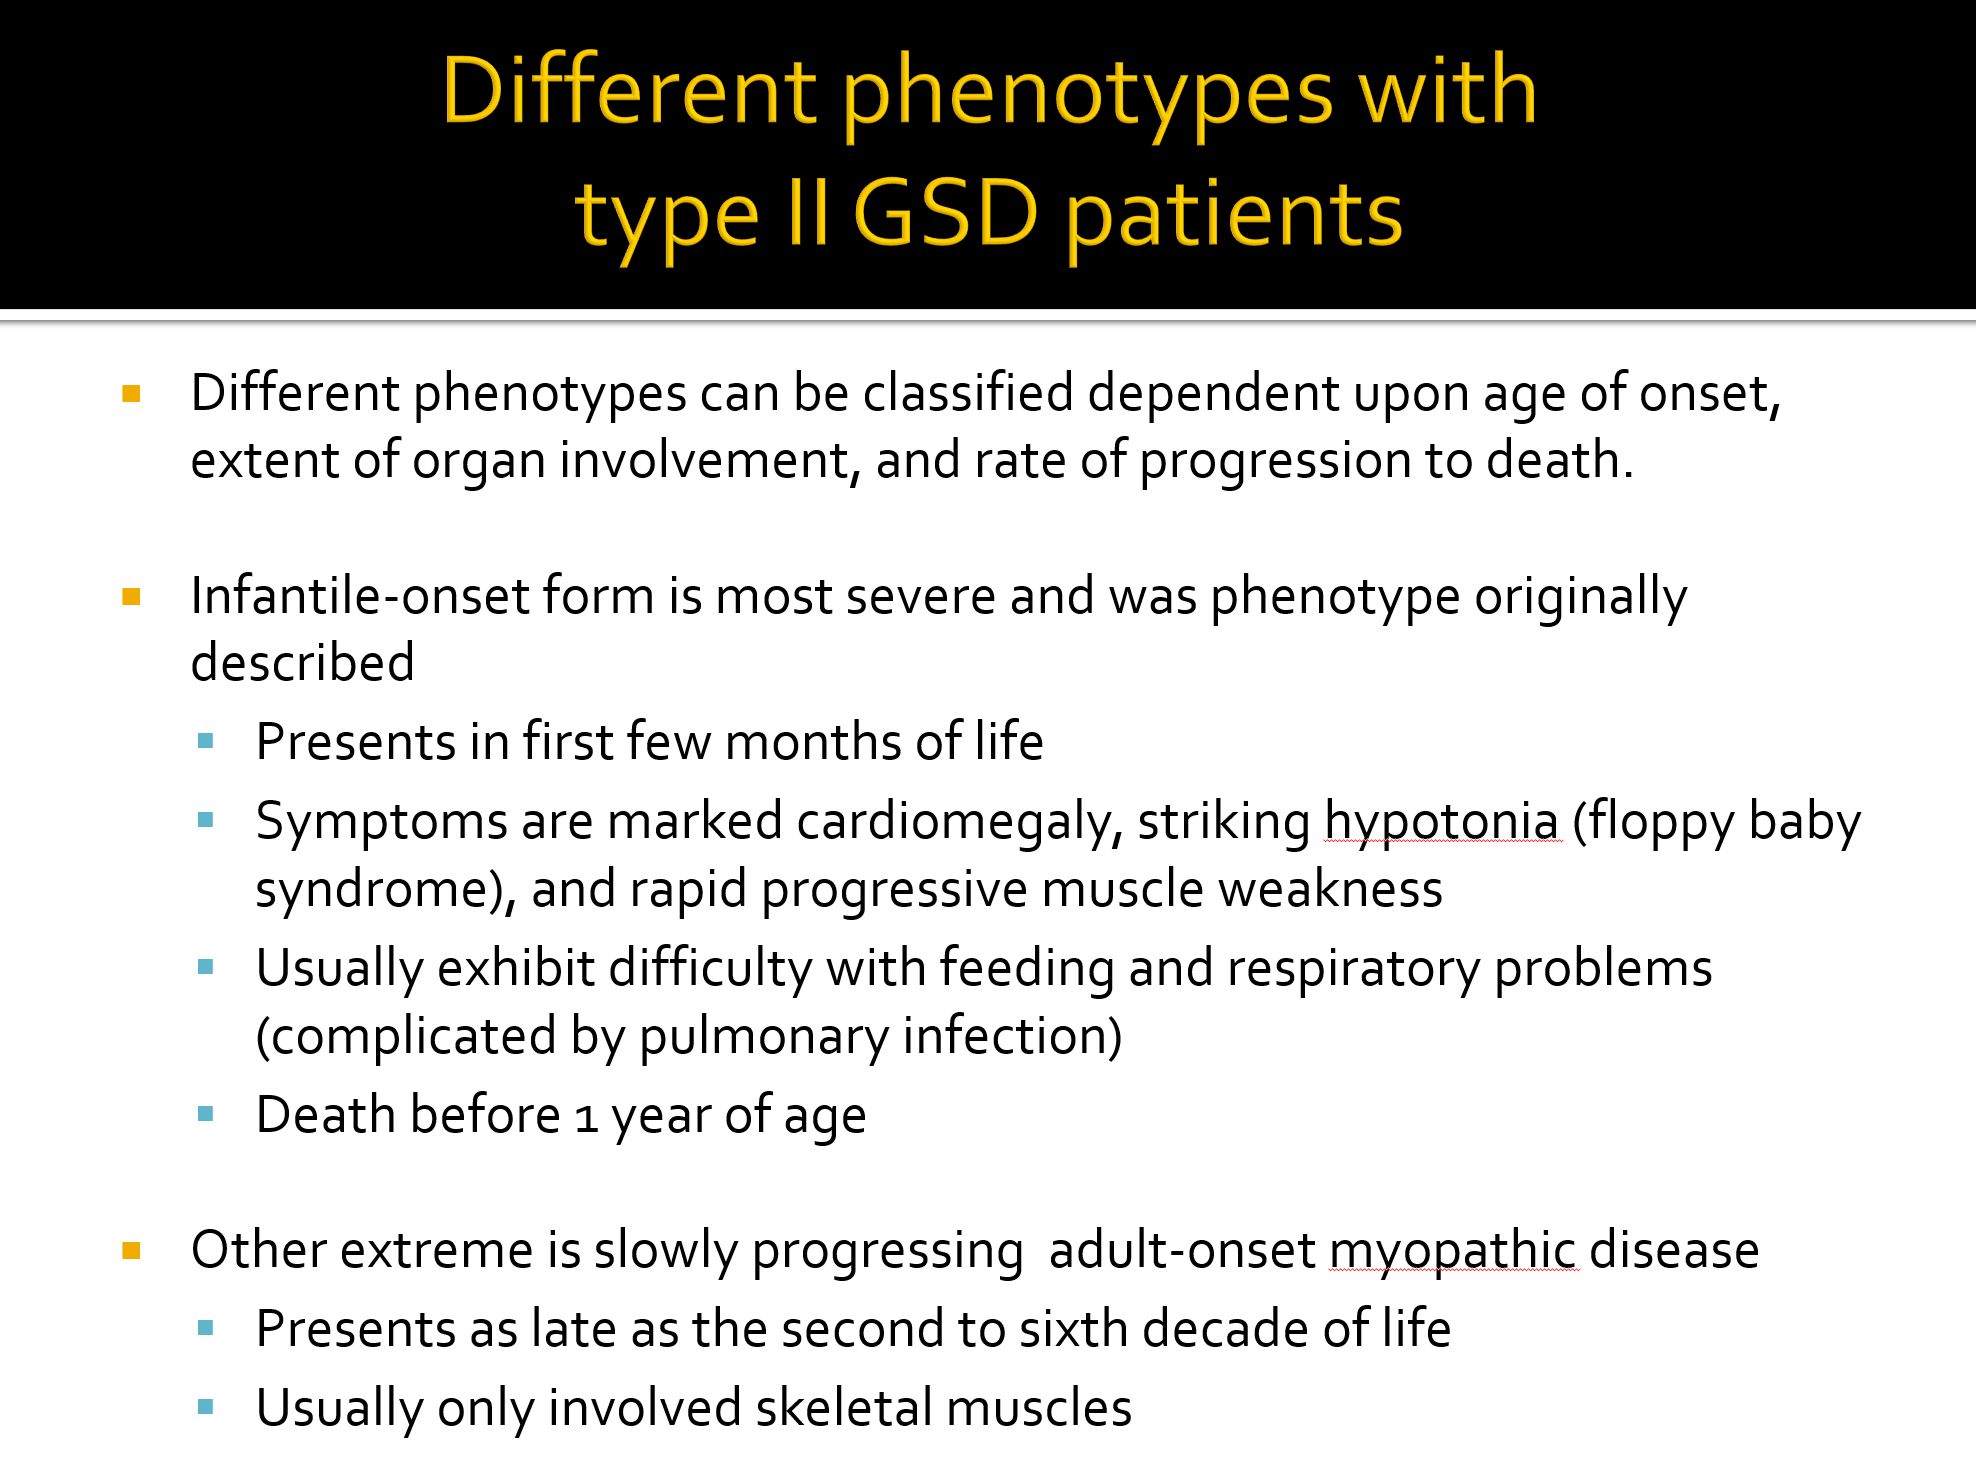 Different phenotypes with
type II GSD patients
Different phenotypes can be classified dependent upon age of onset,
extent of organ involvement, and rate of progression to death.
Infantile-onset form is most severe and was phenotype originally
described
Presents in first few months of life
Symptoms are marked cardiomegaly, striking hypotonia (floppy baby
syndrome), and rapid progressive muscle weakness
Usually exhibit difficulty with feeding and respiratory problems
(complicated by pulmonary infection)
Death before 1 year of age
Other extreme is slowly progressing  adult-onset myopathic disease
Presents as late as the second to sixth decade of life
Usually only involved skeletal muscles